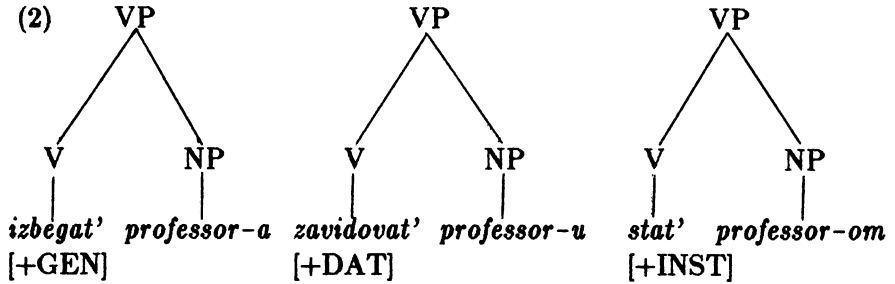 (2) VP VP VP
V NP V NP V NP
izbegat' professor-a zavidovat' professor-u stat' professor-om
[+GEN] [+DAT] [+INST]